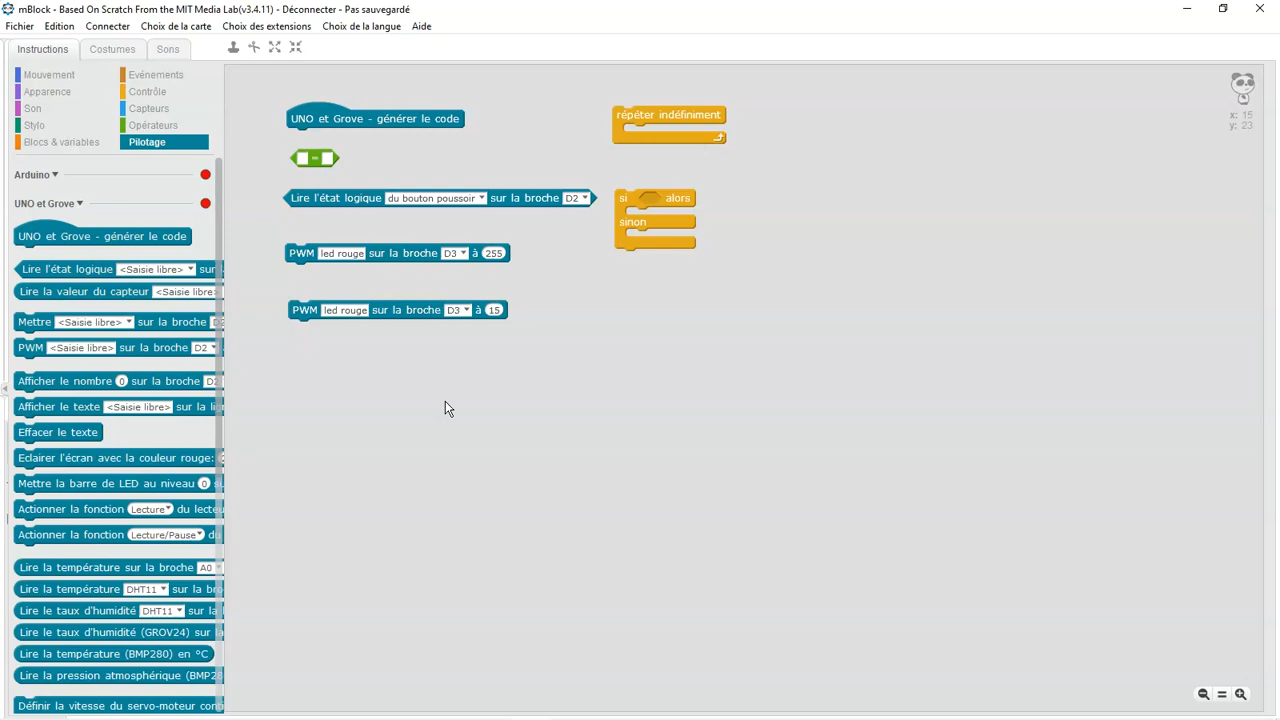 mBlock - Based On Scratch From the MIT Media Lab(v3.4.11) - Déconnecter - Pas sauvegardé
Fichier Edition Connecter Choix de la carte Choix des extensions Choix de la langue Aide
Instructions Costumes Sons
Mouvement Evénements
Apparence Contrôle
Son Capteurs
Stylo Opérateurs
Blocs & variables Pilotage
Arduino
UNO et Grove
UNO et Grove - générer le code
Lire l'état logique <Saisie libre> sur
Lire la valeur du capteur <Saisie libre>
Mettre <Saisie libre> sur la broche D2
PWM <Saisie libre> sur la broche D2
Afficher le nombre 0 sur la broche D2
Afficher le texte <Saisie libre> sur la li
Effacer le texte
Eclairer l'écran avec la couleur rouge:
Mettre la barre de LED au niveau 0 su
Actionner la fonction Lecture du lecteu
Actionner la fonction Lecture/Pause du
Lire la température sur la broche A0
Lire la température DHT11 sur la bro
Lire le taux d'humidité DHT11 sur la
Lire le taux d'humidité (GROV24) sur la
Lire la température (BMP280) en °C
Lire la pression atmosphérique (BMP28
Définir la vitesse du servo-moteur conti
UNO et Grove - générer le code
=
Lire l'état logique du bouton poussoir sur la broche D2
PWM led rouge sur la broche D3 à 255
PWM led rouge sur la broche D3 à 15
répéter indéfiniment
si alors
sinon
x: 15
y: 23